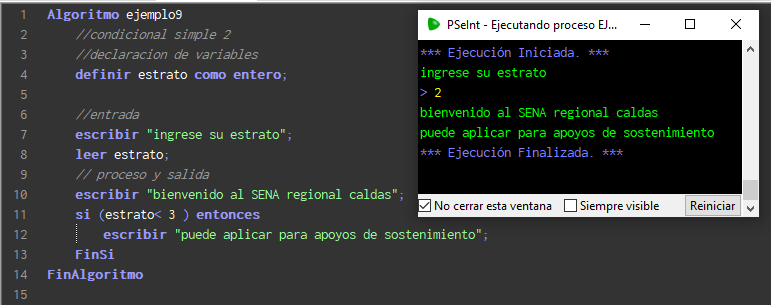 1 Algoritmo ejemplo9
2 //condicional simple 2
3 //declaracion de variables
4 definir estrato como entero;
5
6 //entrada
7 escribir "ingrese su estrato";
8 leer estrato;
9 // proceso y salida
10 escribir "bienvenido al SENA regional caldas";
11 si (estrato< 3 ) entonces
12 escribir "puede aplicar para apoyos de sostenimiento";
13 FinSi
14 FinAlgoritmo
15
PSeInt - Ejecutando proceso EJ...
*** Ejecución Iniciada. ***
ingrese su estrato
> 2
bienvenido al SENA regional caldas
puede aplicar para apoyos de sostenimiento
*** Ejecución Finalizada. ***
No cerrar esta ventana Siempre visible Reiniciar